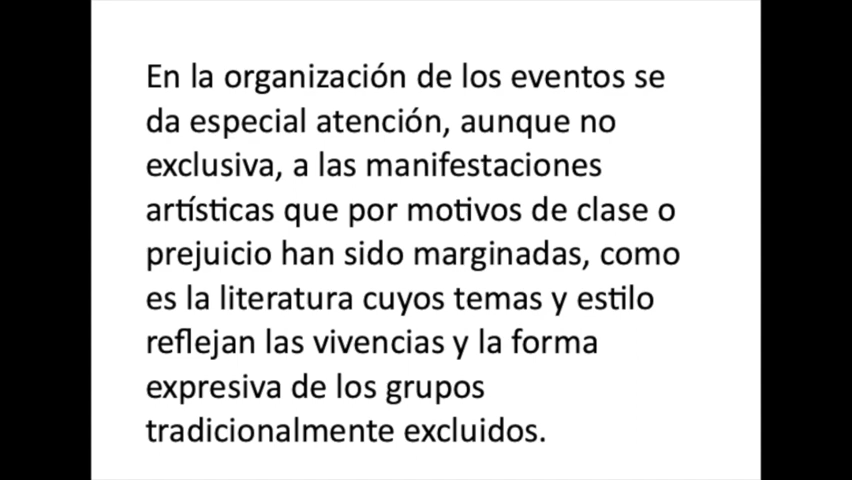 En la organización de los eventos se
da especial atención, aunque no
exclusiva, a las manifestaciones
artísticas que por motivos de clase o
prejuicio han sido marginadas, como
es la literatura cuyos temas y estilo
reflejan las vivencias y la forma
expresiva de los grupos
tradicionalmente excluidos.